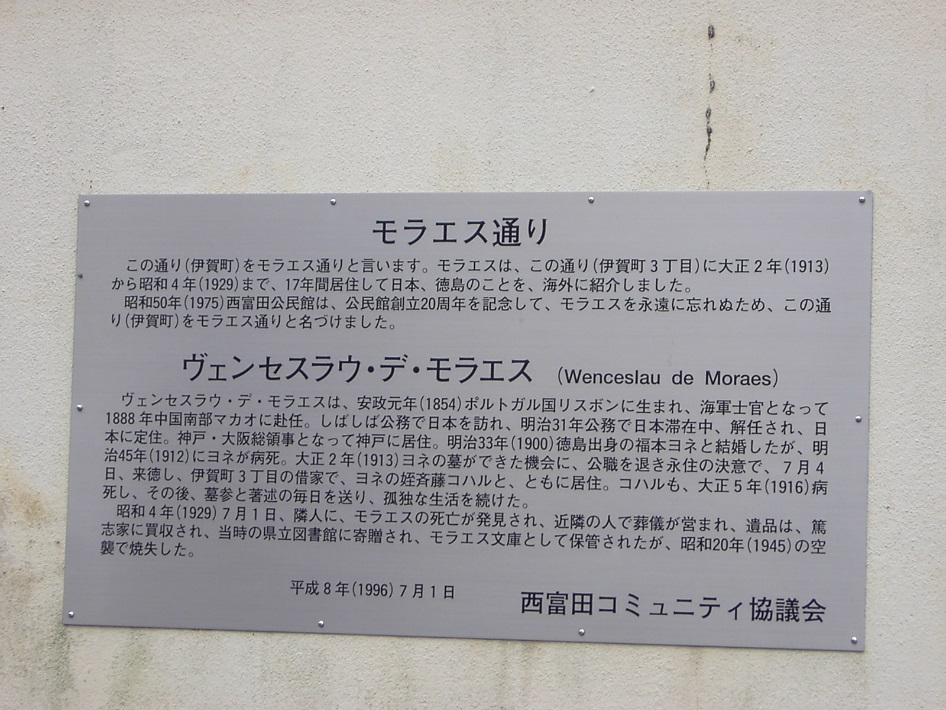 モラエス通り
この通り(伊賀町)をモラエス通りと言います。モラエスは、この通り(伊賀町3丁目)に大正2年(1913)
から昭和4年(1929)まで、17年間居住して日本、徳島のことを、海外に紹介しました。
昭和50年(1975)西富田公民館は、公民館創立20周年を記念して、モラエスを永遠に忘れぬため、この通
り(伊賀町)をモラエス通りと名づけました。
ヴェンセスラウ・デ・モラエス (Wenceslau de Moraes)
ヴェンセスラウ・デ・モラエスは、安政元年(1854)ポルトガル国リスボンに生まれ、海軍士官となって
1888年中国南部マカオに赴任。しばしば公務で日本を訪れ、明治31年公務で日本滞在中、解任され、日
本に定住。神戸・大阪総領事となって神戸に居住。明治33年(1900)徳島出身の福本ヨネと結婚したが、明
治45年(1912)にヨネが病死。大正2年(1913)ヨネの墓ができた機会に、公職を退き永住の決意で、7月4
日、来徳し、伊賀町3丁目の借家で、ヨネの姪斉藤コハルと、ともに居住。コハルも、大正5年(1916)病
死し、その後、墓参と著述の毎日を送り、孤独な生活を続けた。
昭和4年(1929)7月1日、隣人に、モラエスの死亡が発見され、近隣の人で葬儀が営まれ、遺品は、篤
志家に買収され、当時の県立図書館に寄贈され、モラエス文庫として保管されたが、昭和20年(1945)の空
襲で焼失した。
平成8年(1996)7月1日
西富田コミュニティ協議会